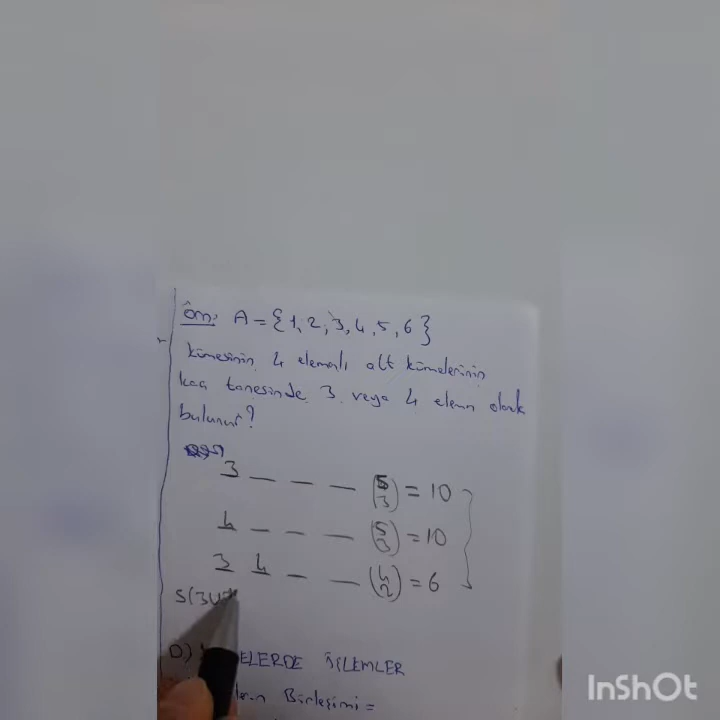 Örn: A = {1, 2, 3, 4, 5, 6}
kümesinin 4 elemanlı alt kümelerinin
kaç tanesinde 3 veya 4 eleman olarak
bulunur?
3 _ _ _ (5 3) = 10
4 _ _ _ (5 3) = 10
3 4 _ _ (4 2) = 6
S(3U
D) ELERDE İŞLEMLER
Birleşimi =
InShOt